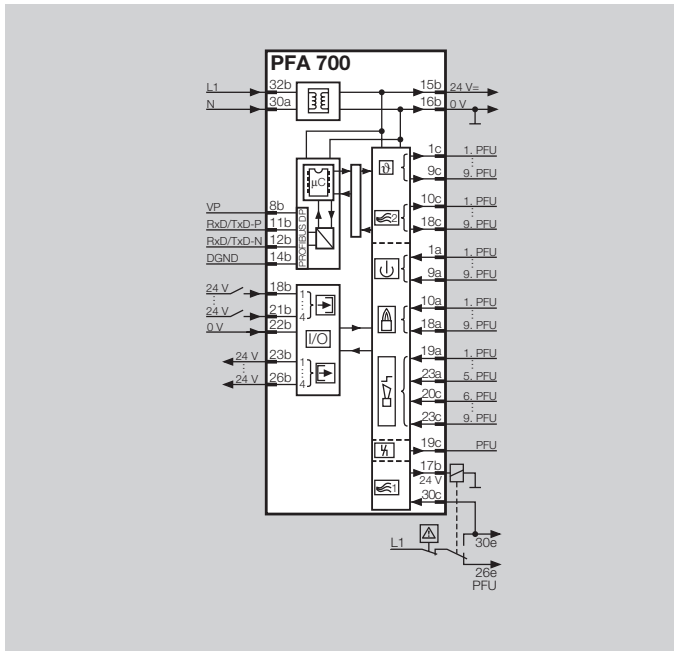 PFA 700
L1 32b 15b 24 V=
N 30a 16b 0 V
1c 1. PFU
ϑ
9c 9. PFU
µC
10c 1. PFU
2
18c 9. PFU
VP 8b
RxD/TxD-P 11b
RxD/TxD-N 12b
DGND 14b
PROFIBUS DP
1a 1. PFU
9a 9. PFU
24 V 18b 1
24 V 21b 4
0 V 22b
I/O
10a 1. PFU
18a 9. PFU
24 V 23b 1
24 V 26b 4
19a 1. PFU
23a 5. PFU
20c 6. PFU
23c 9. PFU
19c PFU
17b
24 V
1
30c
L1
30e
26e
PFU